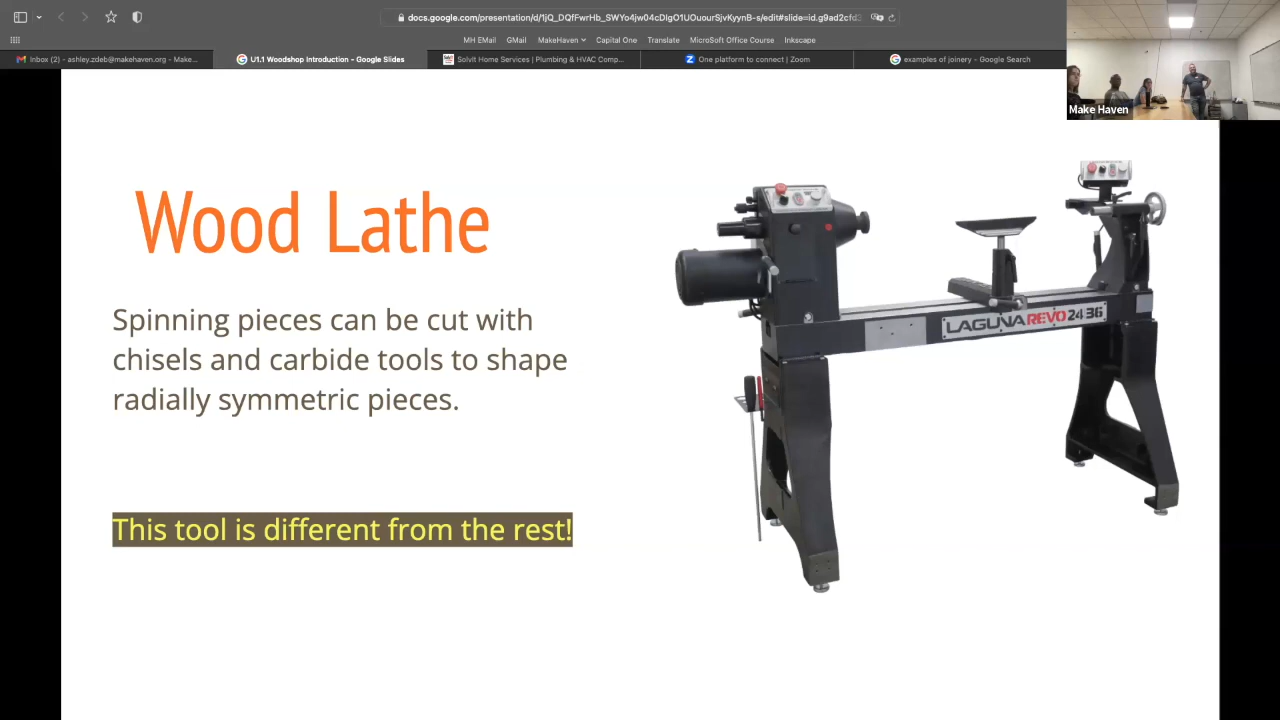 docs.google.com/presentation/d/1jQ_DQfFwrHb_SWYo4jw04cDIgO1UOuourSjvKyynB-s/edit#slide=id.g9ad2cfd3
MH EMail GMail MakeHaven Capital One Translate MicroSoft Office Course Inkscape
Inbox (2) - ashley.zdeb@makehaven.org - Make...
U1.1 Woodshop Introduction - Google Slides
Solvit Home Services | Plumbing & HVAC Comp...
One platform to connect | Zoom
examples of joinery - Google Search
Make Haven
Wood Lathe
Spinning pieces can be cut with
chisels and carbide tools to shape
radially symmetric pieces.
This tool is different from the rest!
LAGUNA REVO 24 36